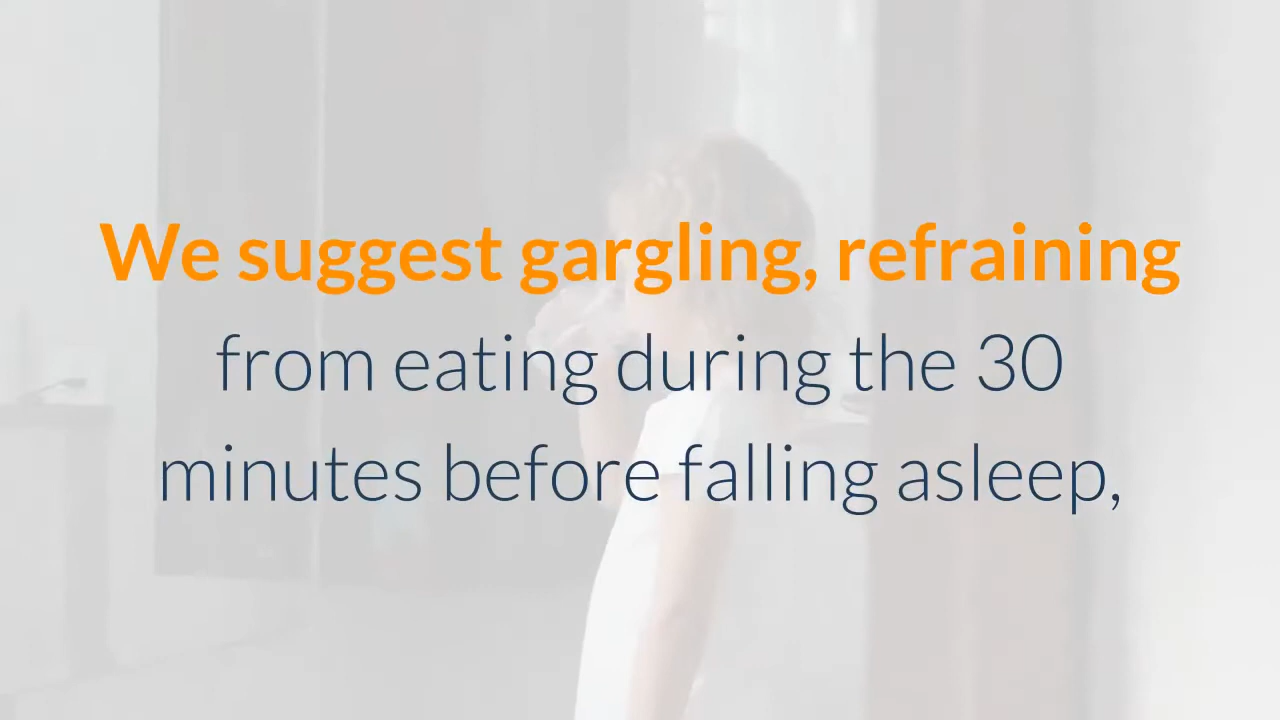 We suggest gargling, refraining
from eating during the 30
minutes before falling asleep,